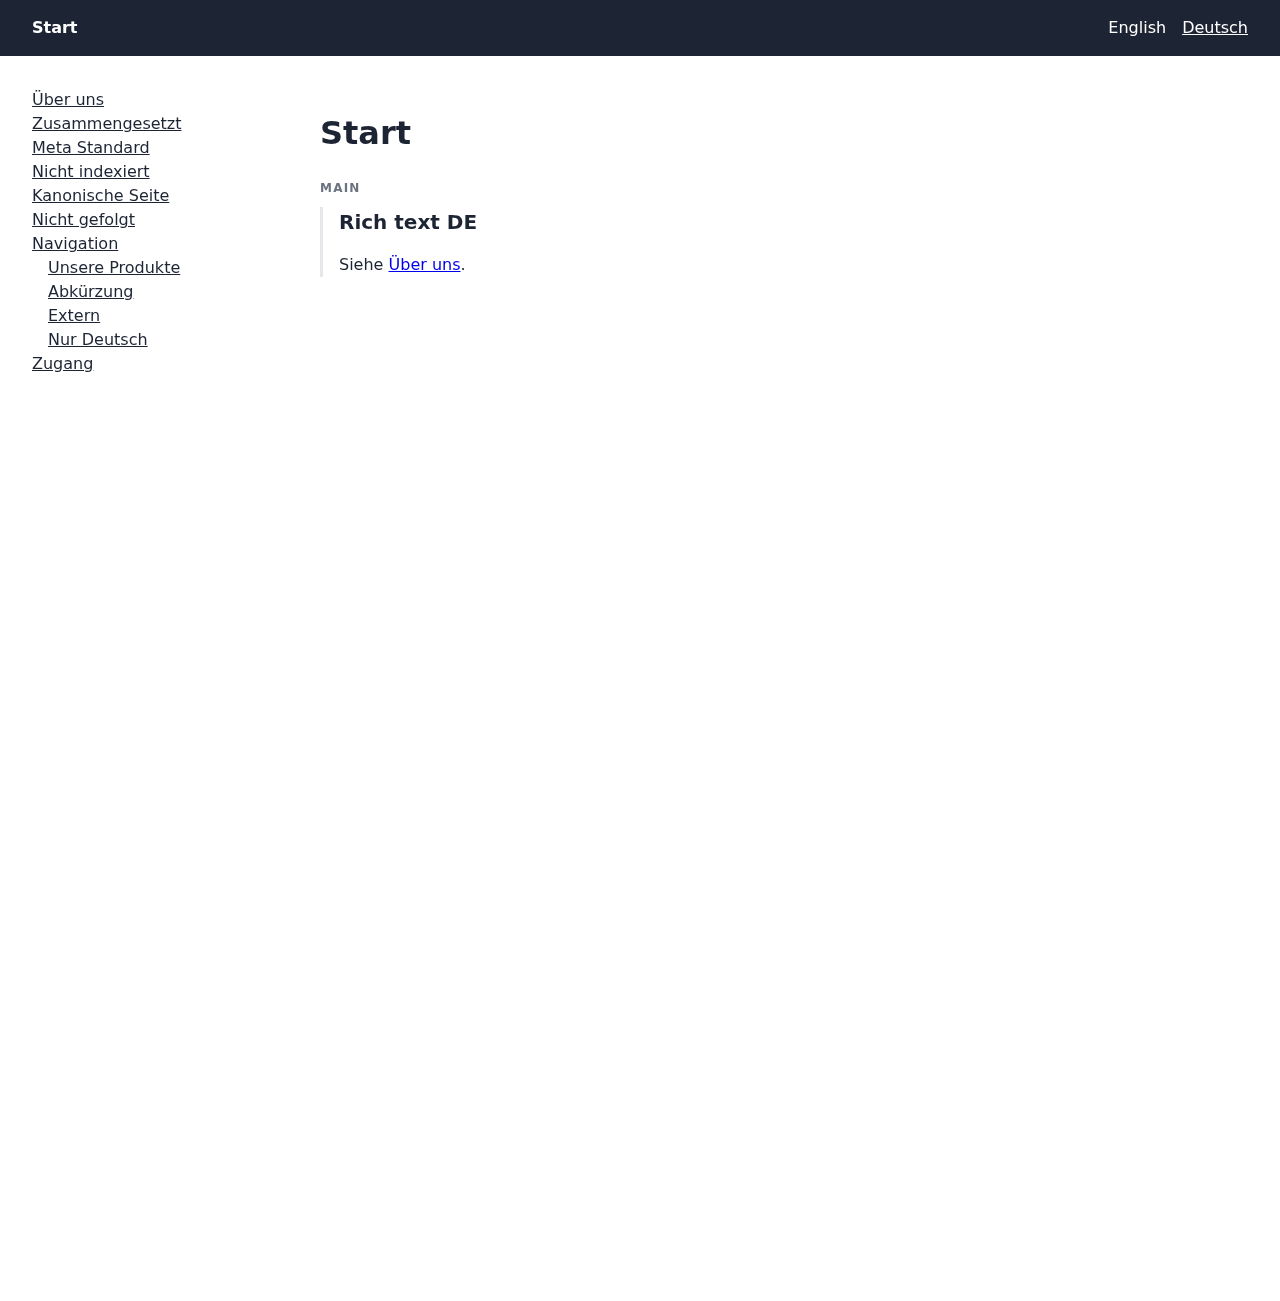 Start
English Deutsch
Über uns
Zusammengesetzt
Meta Standard
Nicht indexiert
Kanonische Seite
Nicht gefolgt
Navigation
Unsere Produkte
Abkürzung
Extern
Nur Deutsch
Zugang
Start
MAIN
Rich text DE
Siehe Über uns.